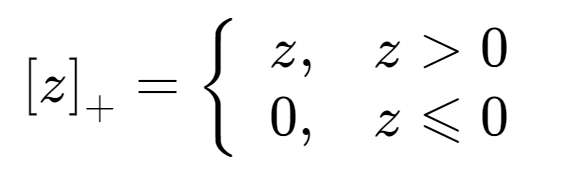 [z]₊ = { z, z > 0
0, z ⩽ 0